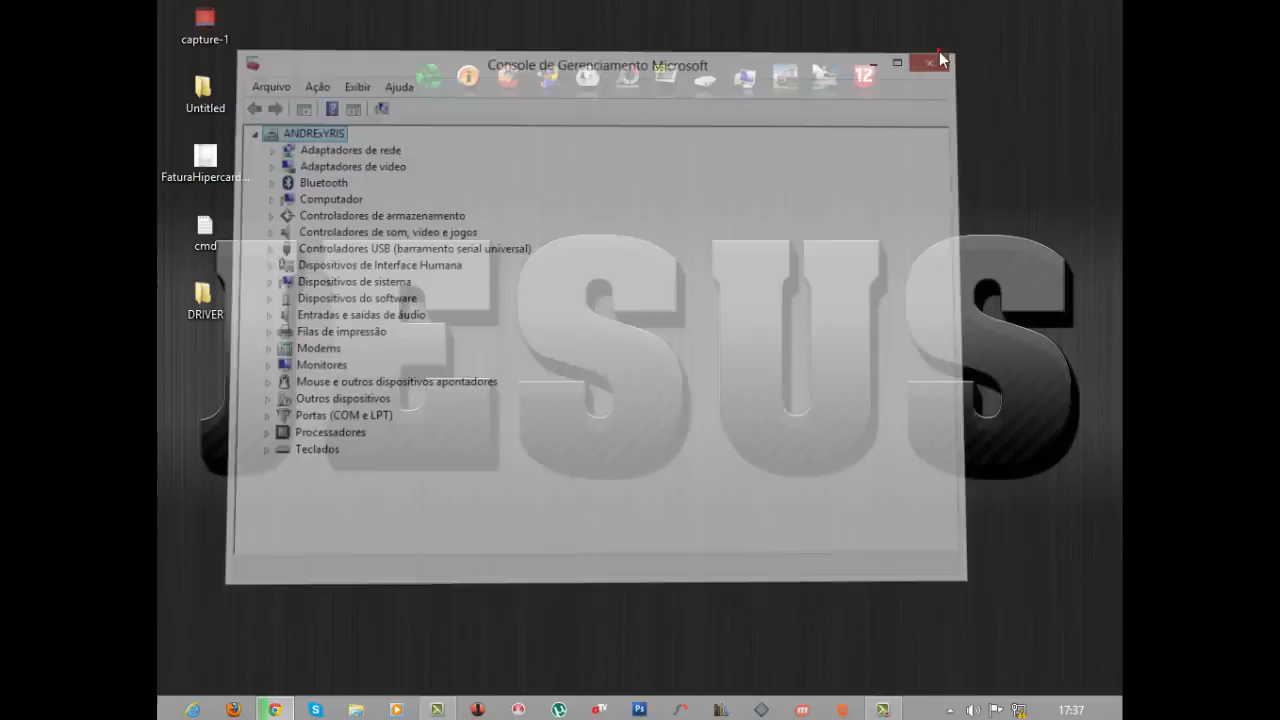 capture-1
Untitled
FaturaHipercard...
cmd
DRIVER
Console de Gerenciamento Microsoft
12
Arquivo Ação Exibir Ajuda
ANDRExYRIS
Adaptadores de rede
Adaptadores de vídeo
Bluetooth
Computador
Controladores de armazenamento
Controladores de som, vídeo e jogos
Controladores USB (barramento serial universal)
Dispositivos de Interface Humana
Dispositivos de sistema
Dispositivos do software
Entradas e saídas de áudio
Filas de impressão
Modems
Monitores
Mouse e outros dispositivos apontadores
Outros dispositivos
Portas (COM e LPT)
Processadores
Teclados
JESUS
17:37